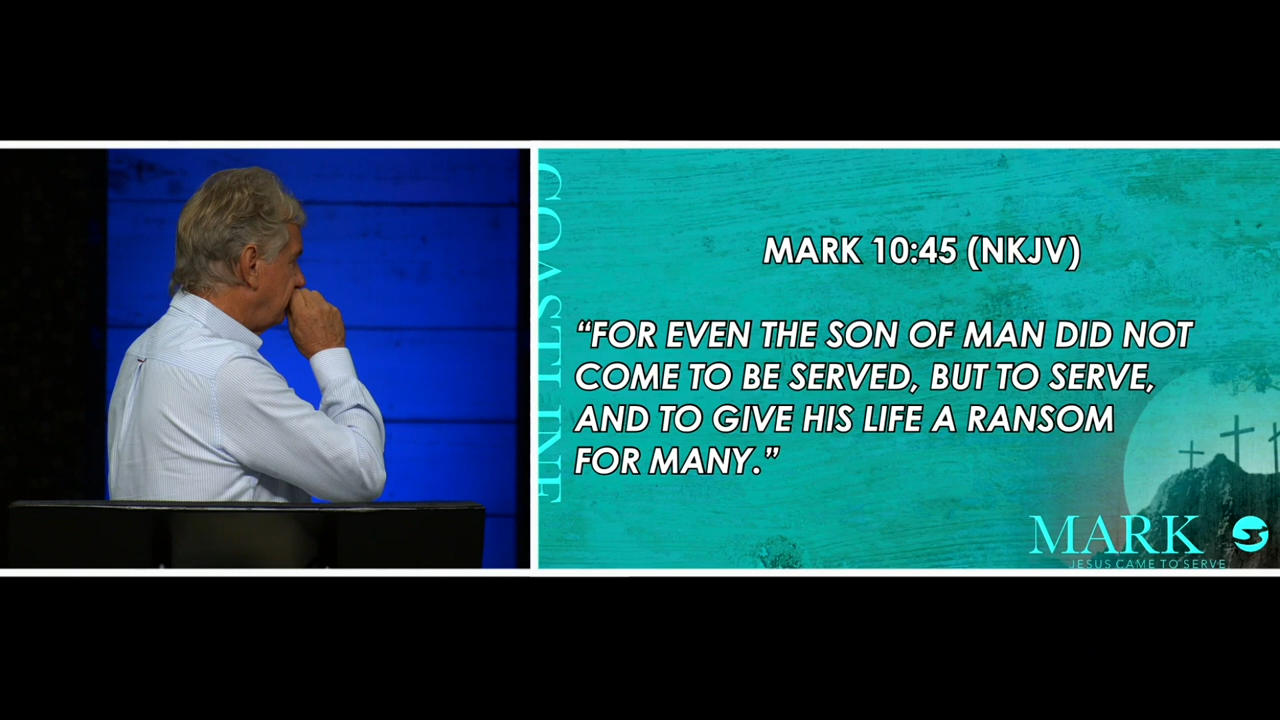 COASTLINE
MARK 10:45 (NKJV)
“FOR EVEN THE SON OF MAN DID NOT
COME TO BE SERVED, BUT TO SERVE,
AND TO GIVE HIS LIFE A RANSOM
FOR MANY.”
MARK
JESUS CAME TO SERVE